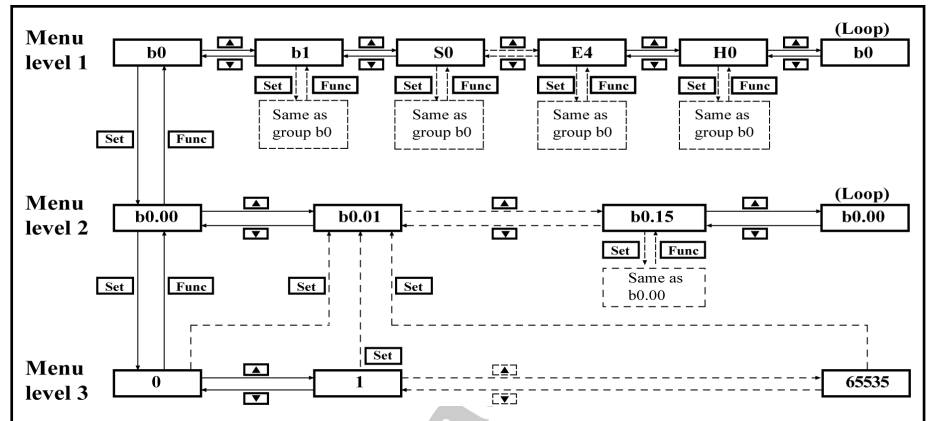 Menu level 1
(Loop)
b0 ▲ ▼ b1 ▲ ▼ S0 ▲ ▼ E4 ▲ ▼ H0 ▲ ▼ b0
Set Func Set Func Set Func Set Func
Same as group b0
Same as group b0
Same as group b0
Same as group b0
Set Func
Menu level 2
(Loop)
b0.00 ▲ ▼ b0.01 ▲ ▼ b0.15 ▲ ▼ b0.00
Set Func
Same as b0.00
Set Func Set Set
Set
Menu level 3
0 ▲ ▼ 1 ▲ ▼ 65535